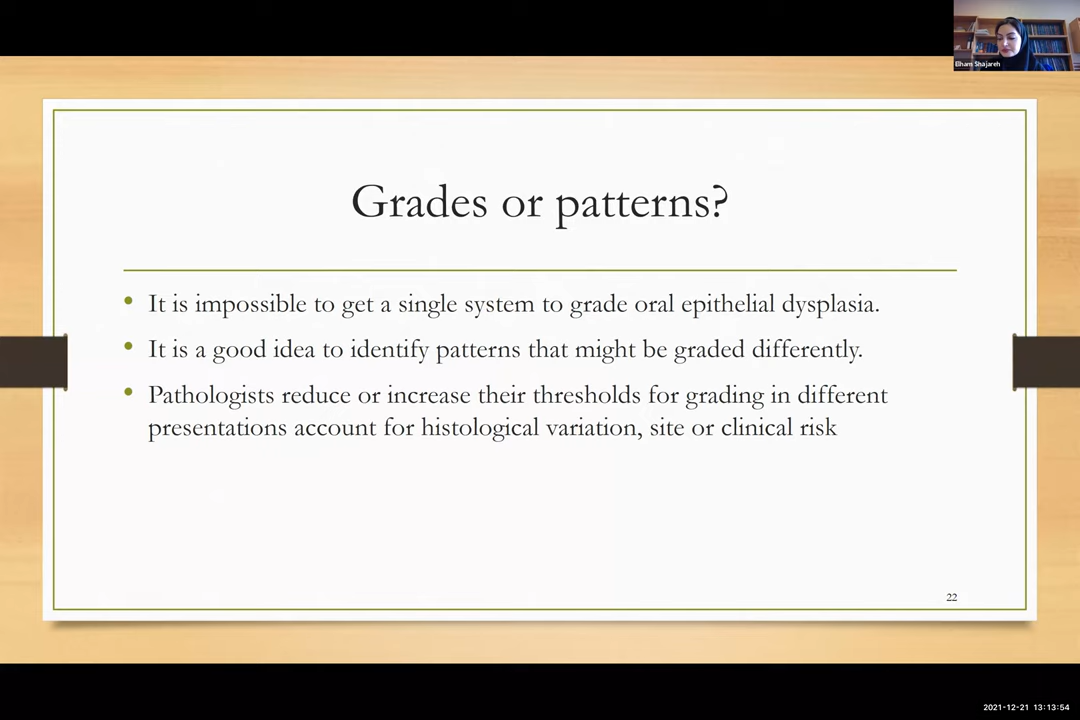 Elham Shajareh
Grades or patterns?
• It is impossible to get a single system to grade oral epithelial dysplasia.
• It is a good idea to identify patterns that might be graded differently.
• Pathologists reduce or increase their thresholds for grading in different
presentations account for histological variation, site or clinical risk
22
2021-12-21 13:13:54